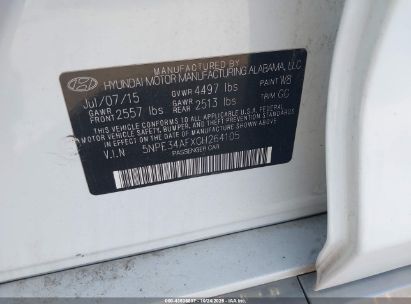 MANUFACTURED BY
HYUNDAI MOTOR MANUFACTURING ALABAMA, LLC
Jul/07/15 GVWR 4497 lbs PAINT W8
GAWR FRONT 2557 lbs GAWR REAR 2513 lbs TRIM GC
THIS VEHICLE CONFORMS TO ALL APPLICABLE FEDERAL
MOTOR VEHICLE SAFETY, BUMPER, AND THEFT PREVENTION STANDARDS
IN EFFECT ON THE DATE OF MANUFACTURE SHOWN ABOVE.
V.I.N 5NPE34AFXGH264105
PASSENGER CAR